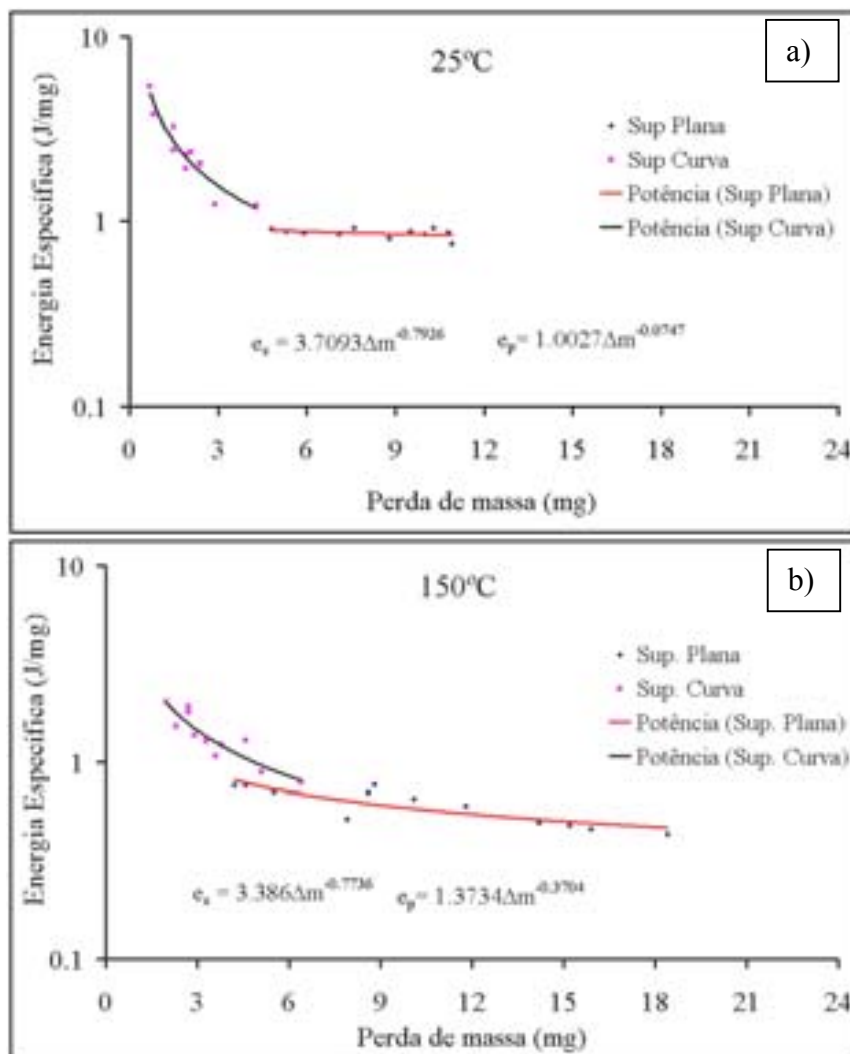 a)
25ºC
Energia Específica (J/mg)
10
1
0.1
Sup Plana
Sup Curva
Potência (Sup Plana)
Potência (Sup Curva)
e_c = 3.7093Δm^-0.7926
e_p = 1.0027Δm^-0.0747
0 3 6 9 12 15 18 21 24
Perda de massa (mg)
b)
150ºC
Energia Específica (J/mg)
10
1
0.1
Sup. Plana
Sup. Curva
Potência (Sup. Plana)
Potência (Sup. Curva)
e_c = 3.386Δm^-0.7736
e_p = 1.3734Δm^-0.3704
0 3 6 9 12 15 18 21 24
Perda de massa (mg)